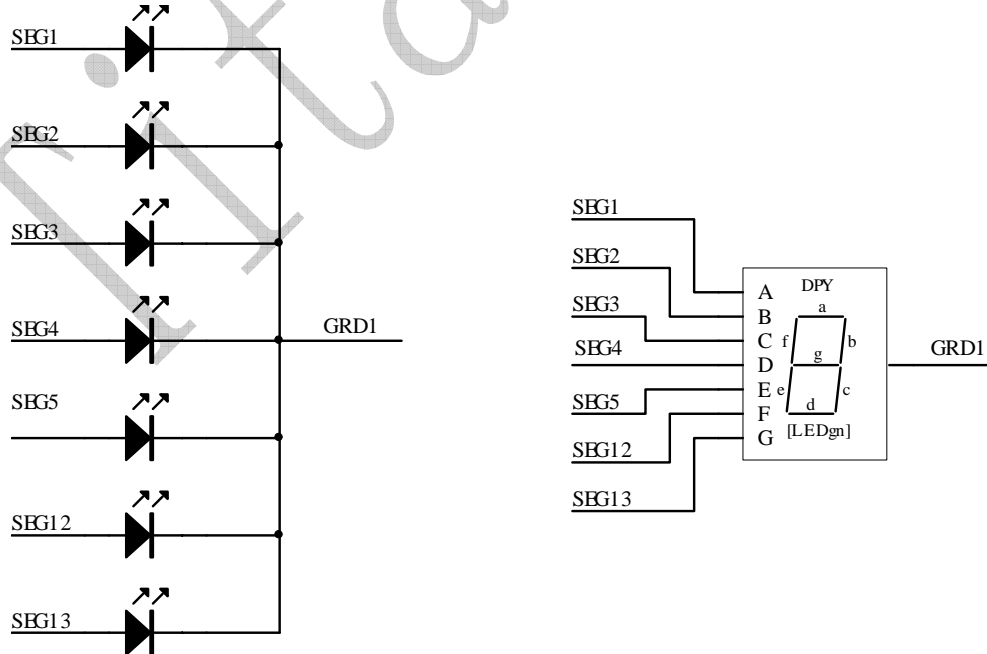 SEG1
SEG2
SEG3
SEG4
GRD1
SEG5
SEG12
SEG13
SEG1
SEG2
SEG3
SEG4
SEG5
SEG12
SEG13
A
B
C
D
E
F
G
DPY
a
f
b
g
e
c
d
[LEDgn]
GRD1